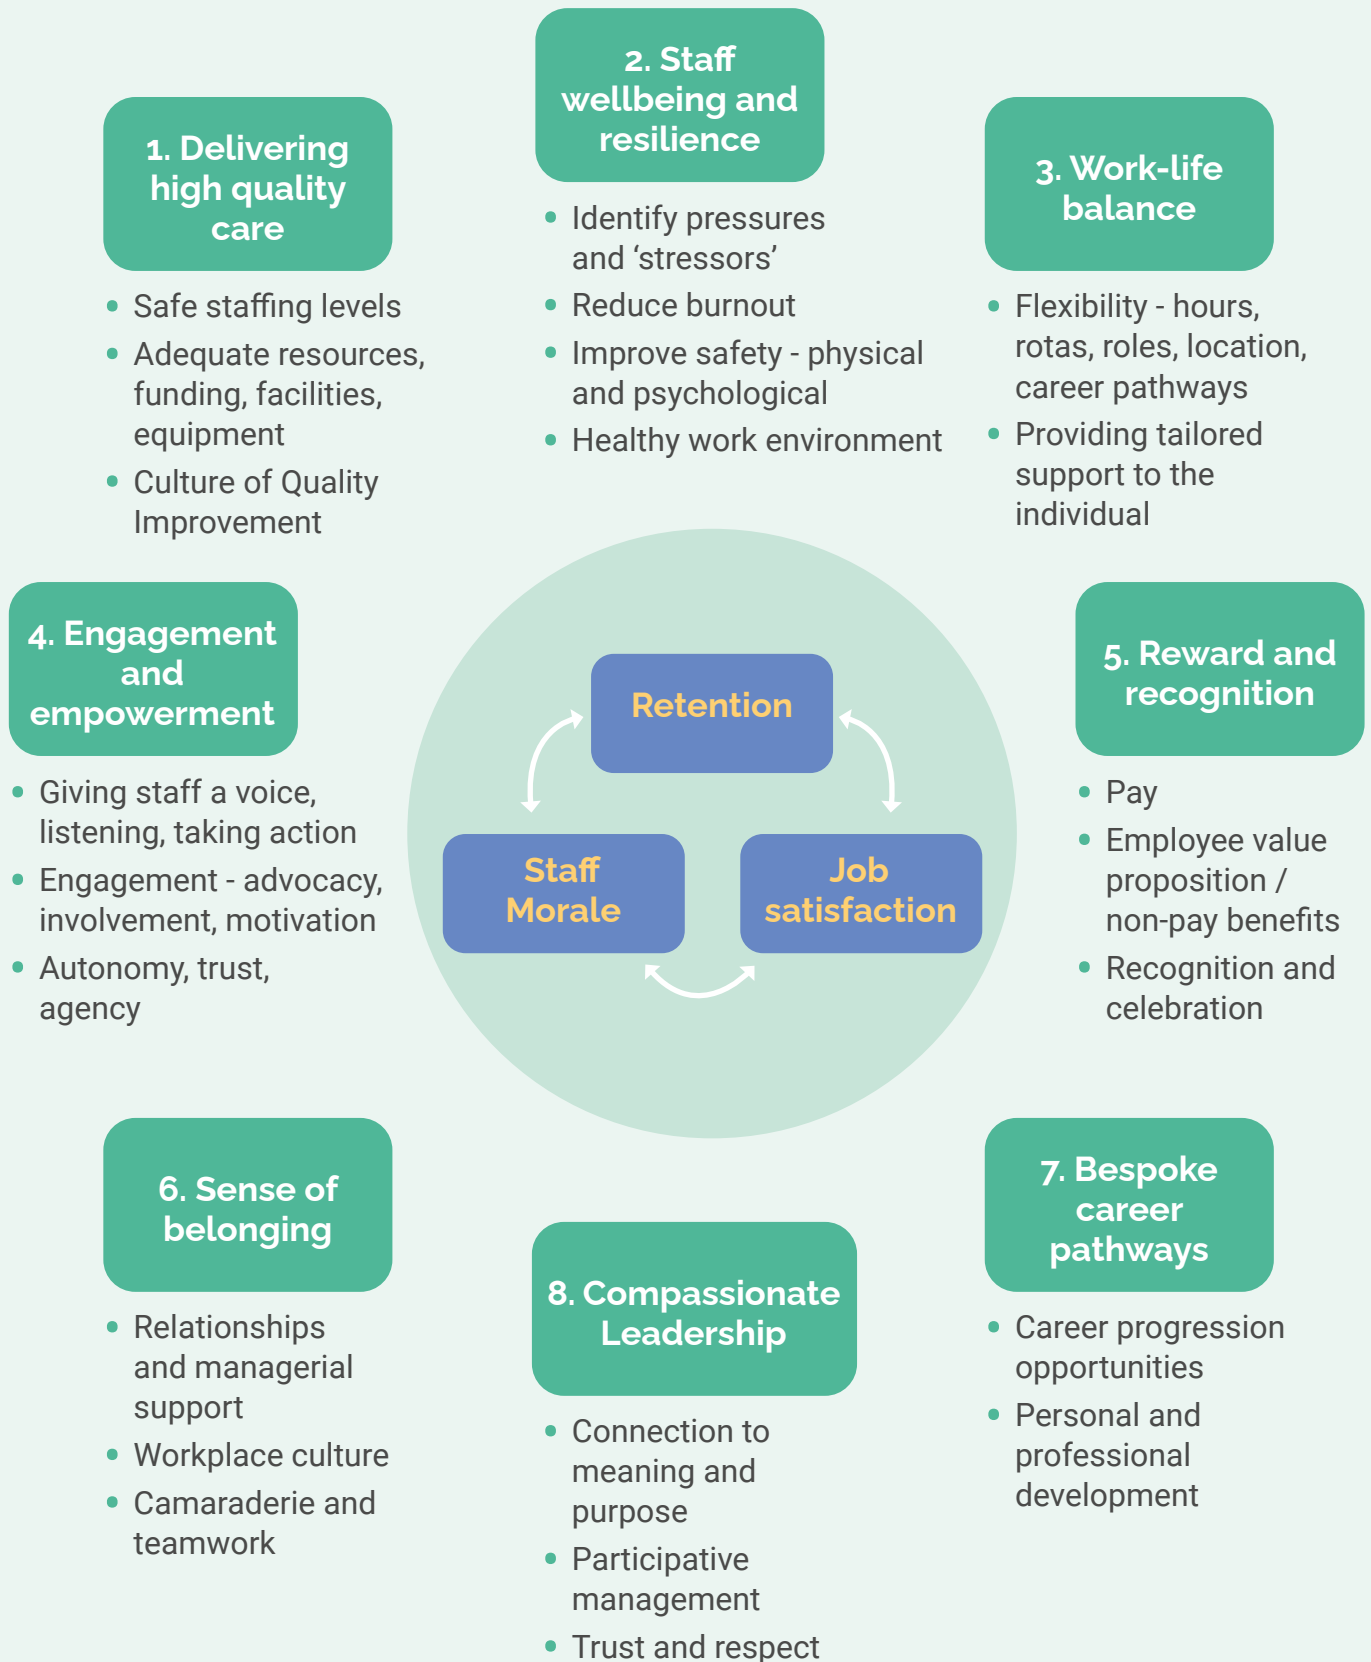 1. Delivering
high quality
care
• Safe staffing levels
• Adequate resources,
funding, facilities,
equipment
• Culture of Quality
Improvement
2. Staff
wellbeing and
resilience
• Identify pressures
and ‘stressors’
• Reduce burnout
• Improve safety - physical
and psychological
• Healthy work environment
3. Work-life
balance
• Flexibility - hours,
rotas, roles, location,
career pathways
• Providing tailored
support to the
individual
4. Engagement
and
empowerment
• Giving staff a voice,
listening, taking action
• Engagement - advocacy,
involvement, motivation
• Autonomy, trust,
agency
Retention
Staff
Morale
Job
satisfaction
5. Reward and
recognition
• Pay
• Employee value
proposition /
non-pay benefits
• Recognition and
celebration
6. Sense of
belonging
• Relationships
and managerial
support
• Workplace culture
• Camaraderie and
teamwork
7. Bespoke
career
pathways
• Career progression
opportunities
• Personal and
professional
development
8. Compassionate
Leadership
• Connection to
meaning and
purpose
• Participative
management
• Trust and respect